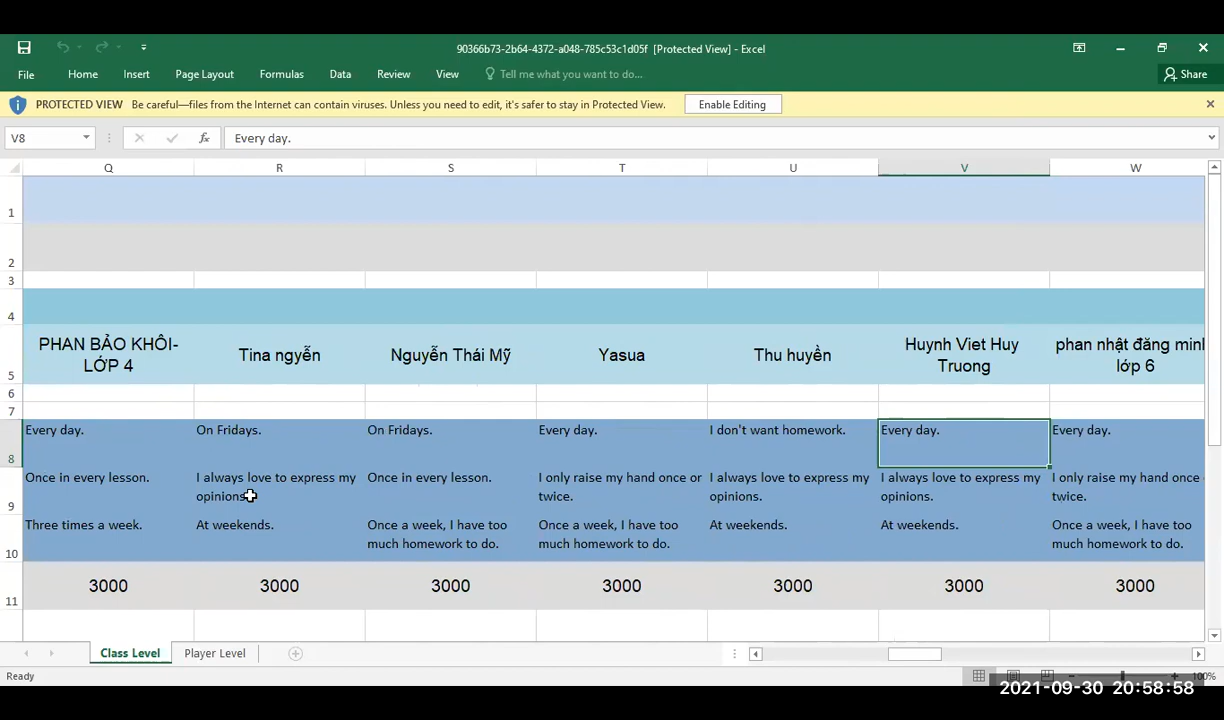 90366b73-2b64-4372-a048-785c53c1d05f [Protected View] - Excel
File Home Insert Page Layout Formulas Data Review View Tell me what you want to do... Share
PROTECTED VIEW Be careful—files from the Internet can contain viruses. Unless you need to edit, it's safer to stay in Protected View. Enable Editing
V8 fx Every day.
Q R S T U V W
1
2
3
4
5 PHAN BẢO KHÔI- LỚP 4
Tina ngyễn
Nguyễn Thái Mỹ
Yasua
Thu huyền
Huynh Viet Huy Truong
phan nhật đăng minh lớp 6
6
7
8 Every day. On Fridays. On Fridays. Every day. I don't want homework. Every day. Every day.
9 Once in every lesson. I always love to express my opinions. Once in every lesson. I only raise my hand once or twice. I always love to express my opinions. I always love to express my opinions. I only raise my hand once or twice.
10 Three times a week. At weekends. Once a week, I have too much homework to do. Once a week, I have too much homework to do. At weekends. At weekends. Once a week, I have too much homework to do.
11 3000 3000 3000 3000 3000 3000 3000
Class Level Player Level
Ready 100%
2021-09-30 20:58:58